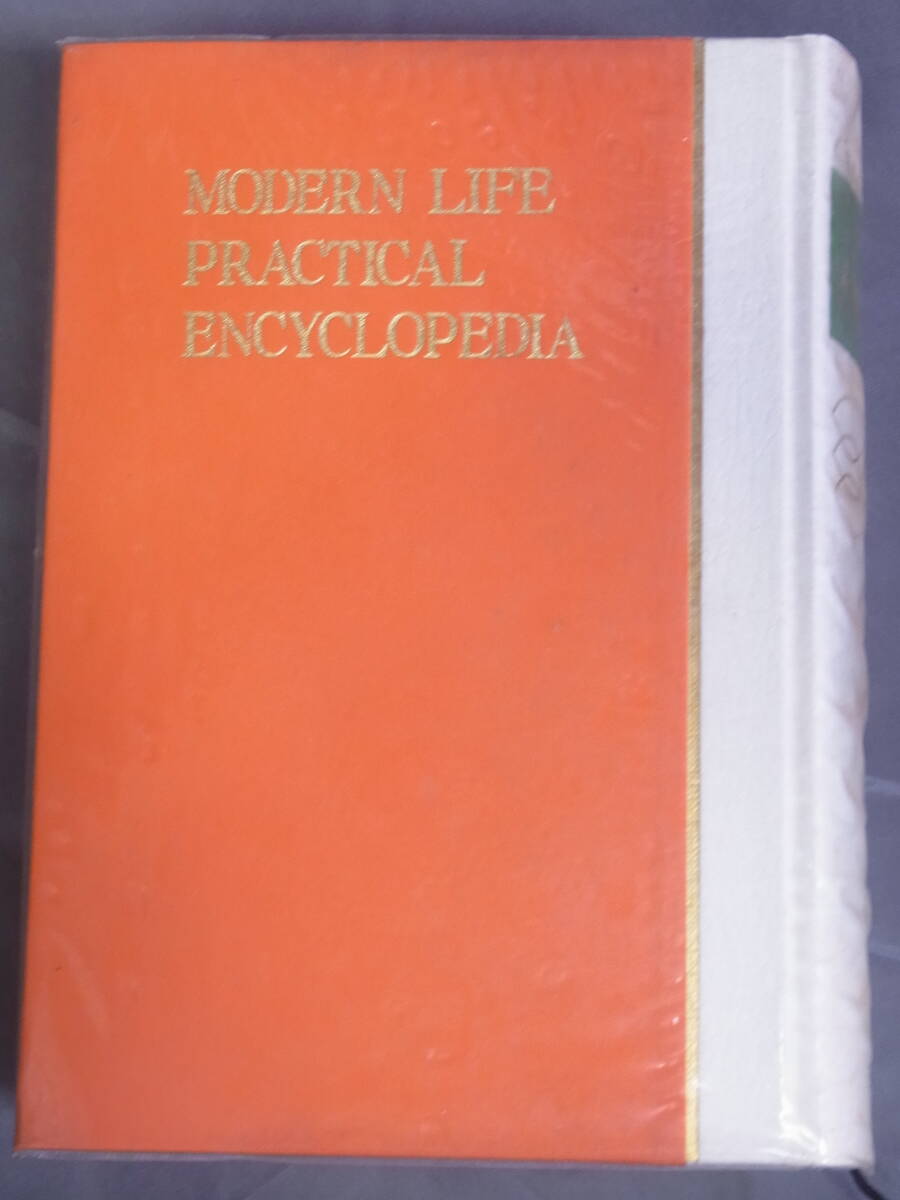 MODERN LIFE
PRACTICAL
ENCYCLOPEDIA